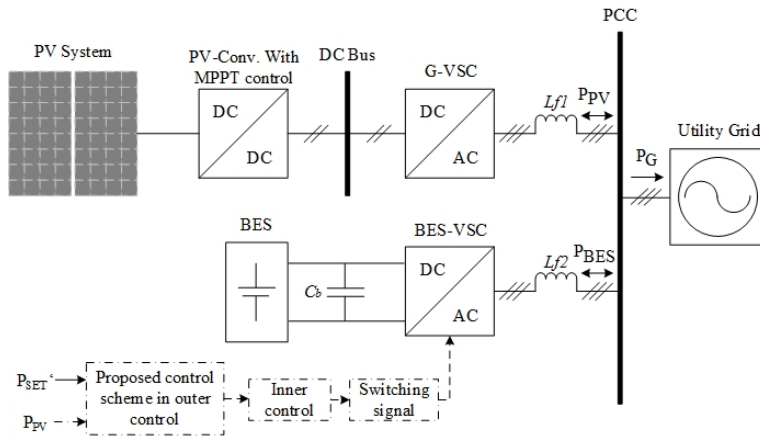 PCC
PV System
PV-Conv. With
MPPT control
DC Bus
G-VSC
Lf1
PPV
Utility Grid
DC
DC
DC
AC
PG
BES
BES-VSC
Lf2
PBES
Cb
DC
AC
PSET‘
PPV
Proposed control
scheme in outer
control
Inner
control
Switching
signal